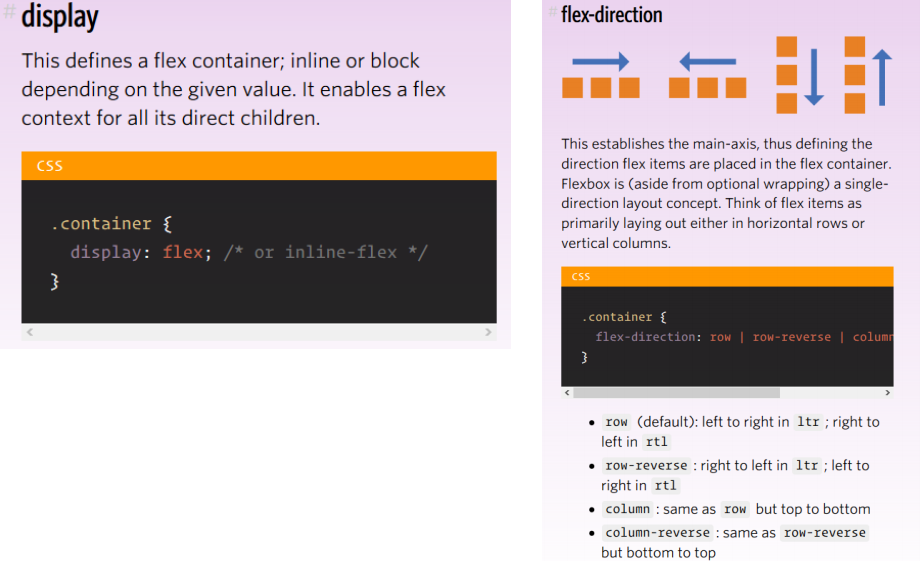 # display
This defines a flex container; inline or block
depending on the given value. It enables a flex
context for all its direct children.
CSS
.container {
  display: flex; /* or inline-flex */
}
# flex-direction
This establishes the main-axis, thus defining the
direction flex items are placed in the flex container.
Flexbox is (aside from optional wrapping) a single-
direction layout concept. Think of flex items as
primarily laying out either in horizontal rows or
vertical columns.
CSS
.container {
  flex-direction: row | row-reverse | column
}
• row (default): left to right in ltr; right to
left in rtl
• row-reverse: right to left in ltr; left to
right in rtl
• column: same as row but top to bottom
• column-reverse: same as row-reverse
but bottom to top